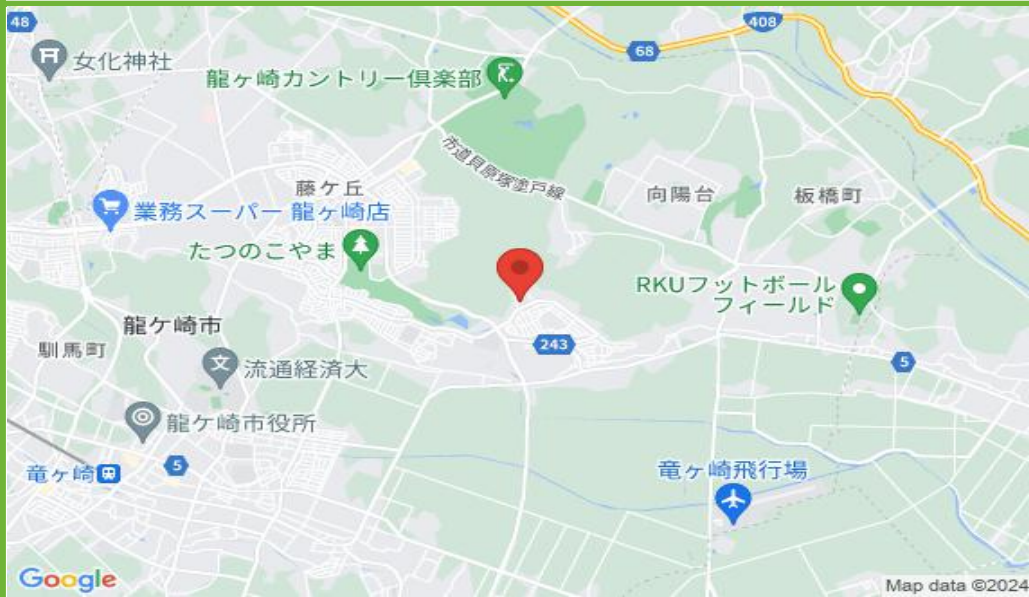 48
女化神社
408
68
龍ヶ崎カントリー倶楽部
市道貝原塚塗戸線
藤ケ丘
向陽台
板橋町
業務スーパー 龍ヶ崎店
たつのこやま
RKUフットボール
フィールド
龍ケ崎市
馴馬町
243
5
流通経済大
龍ケ崎市役所
竜ヶ崎
5
竜ヶ崎飛行場
Google
Map data ©2024